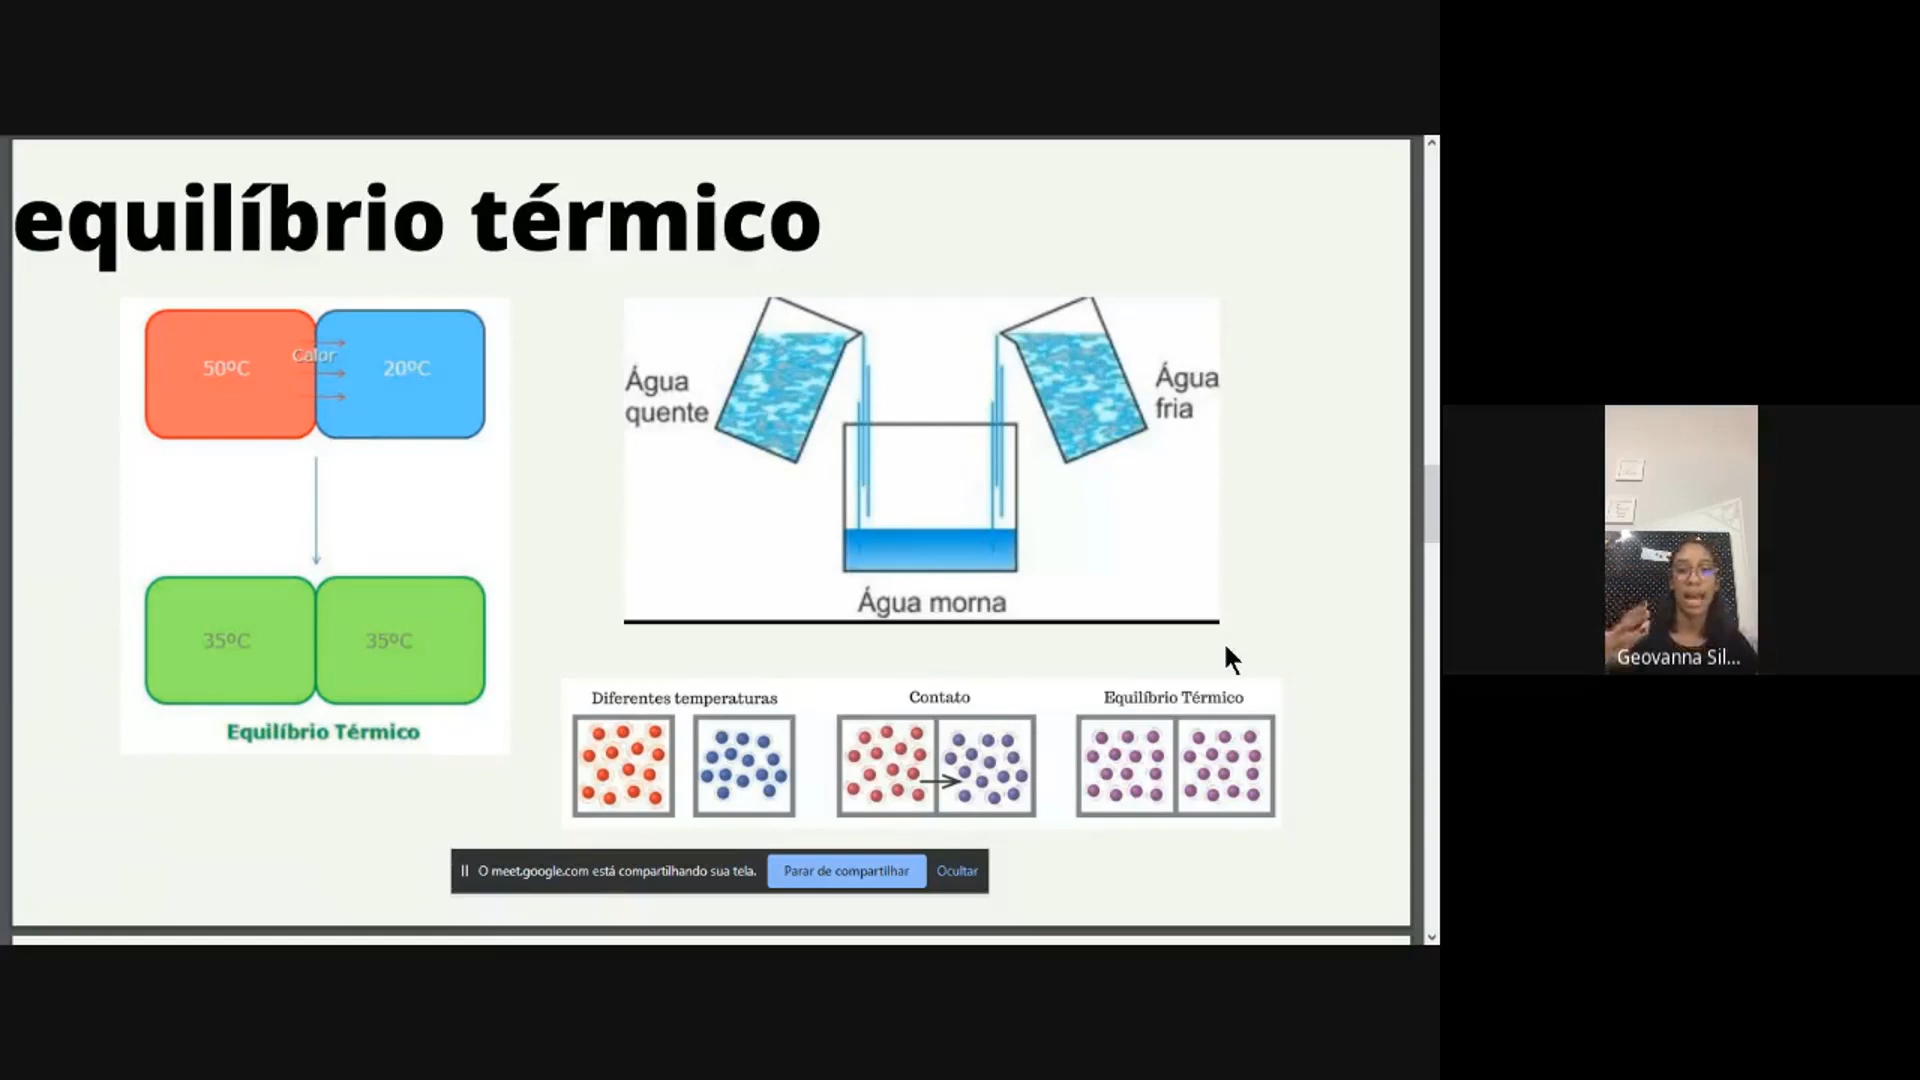 equilíbrio térmico
50ºC
Calor
20ºC
35ºC
35ºC
Equilíbrio Térmico
Água
quente
Água
fria
Água morna
Diferentes temperaturas
Contato
Equilíbrio Térmico
O meet.google.com está compartilhando sua tela.
Parar de compartilhar
Ocultar
Geovanna Sil...